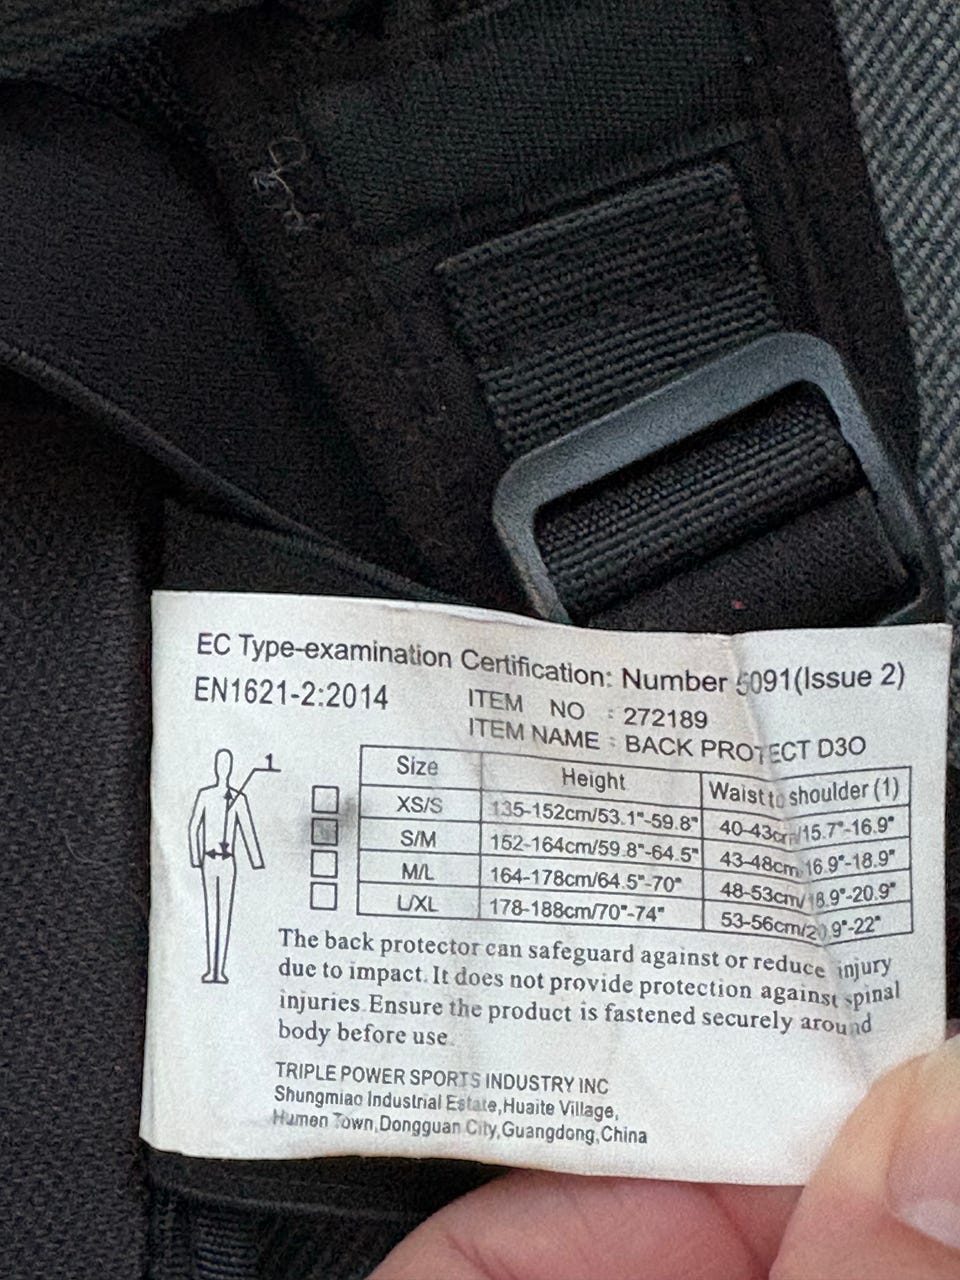 EC Type-examination Certification: Number 5091(Issue 2)
EN1621-2:2014
ITEM NO : 272189
ITEM NAME : BACK PROTECT D3O
1
Size Height Waist to shoulder (1)
XS/S 135-152cm/53.1"-59.8" 40-43cm/15.7"-16.9"
S/M 152-164cm/59.8"-64.5" 43-48cm/16.9"-18.9"
M/L 164-178cm/64.5"-70" 48-53cm/18.9"-20.9"
L/XL 178-188cm/70"-74" 53-56cm/20.9"-22"
The back protector can safeguard against or reduce injury
due to impact. It does not provide protection against spinal
injuries. Ensure the product is fastened securely around
body before use.
TRIPLE POWER SPORTS INDUSTRY INC
Shungmiao Industrial Estate,Huaite Village,
Humen Town,Dongguan City,Guangdong,China